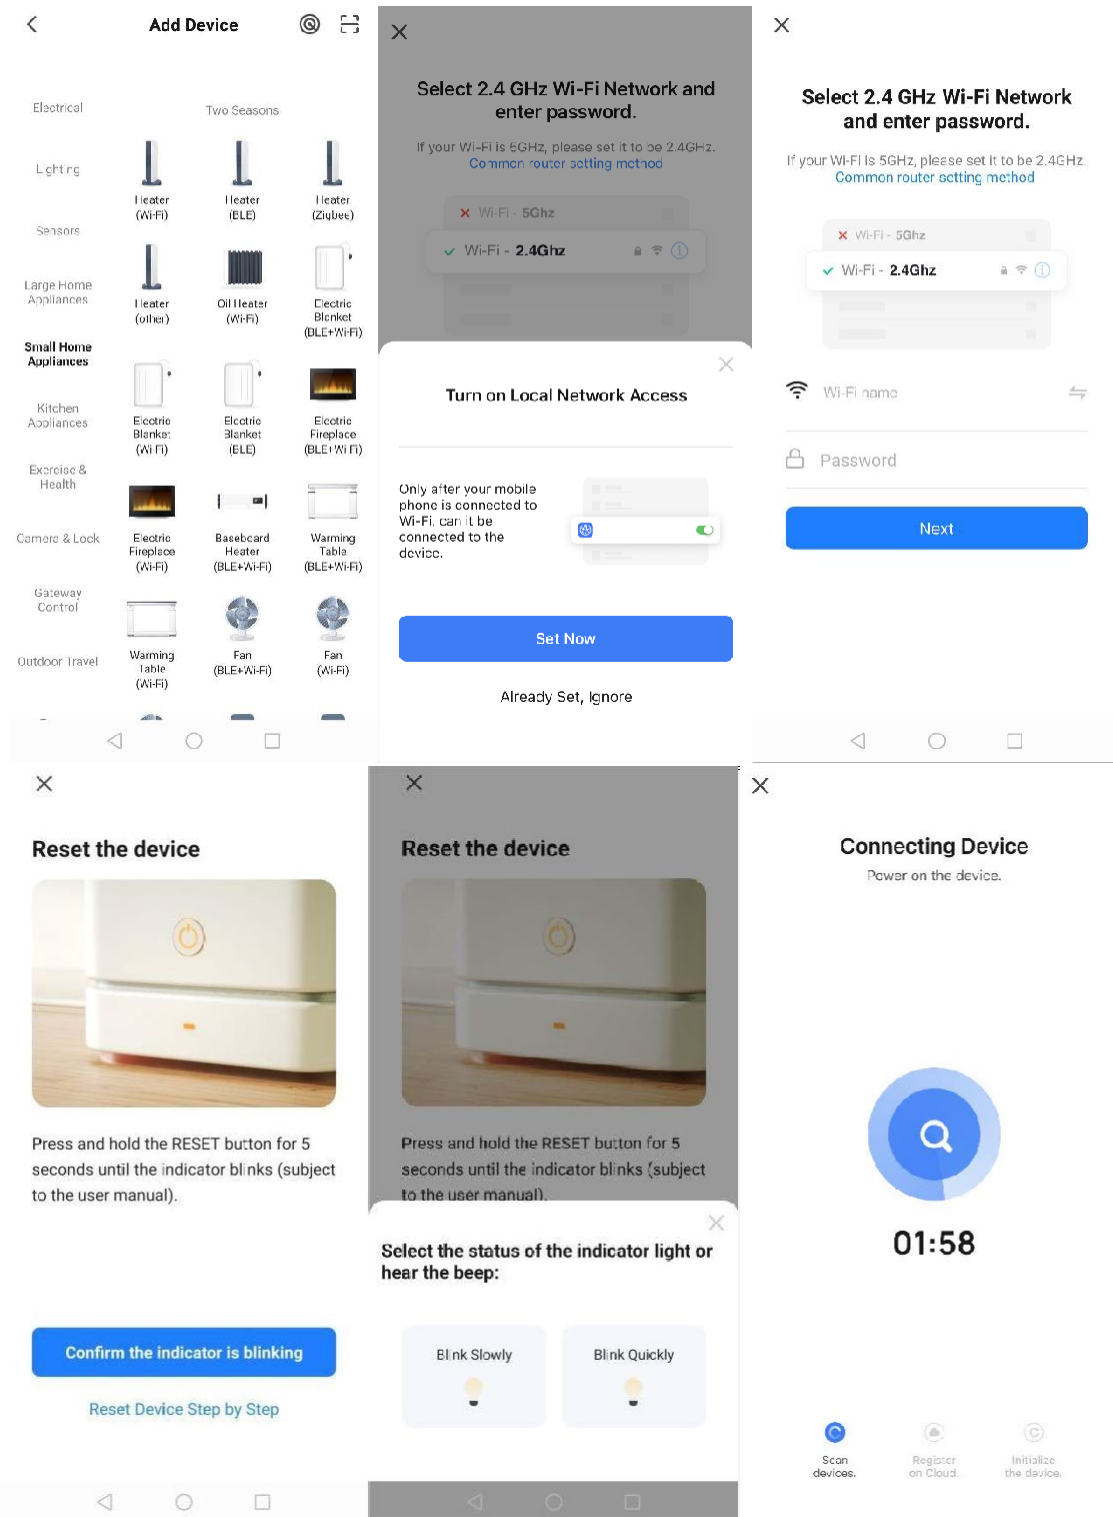 Add Device
Electrical
Lighting
Sensors
Large Home
Appliances
Small Home
Appliances
Kitchen
Appliances
Exercise &
Health
Camera & Lock
Gateway
Control
Outdoor Travel
Two Seasons
Heater
(Wi-Fi)
Heater
(BLE)
Heater
(Zigbee)
Heater
(other)
Oil Heater
(Wi-Fi)
Electric
Blanket
(BLE+Wi-Fi)
Electric
Blanket
(Wi-Fi)
Electric
Blanket
(BLE)
Electric
Fireplace
(BLE+Wi-Fi)
Electric
Fireplace
(Wi-Fi)
Baseboard
Heater
(BLE+Wi-Fi)
Warming
Table
(BLE+Wi-Fi)
Warming
Table
(Wi-Fi)
Fan
(BLE+Wi-Fi)
Fan
(Wi-Fi)
Select 2.4 GHz Wi-Fi Network and
enter password.
If your Wi-Fi is 5GHz, please set it to be 2.4GHz.
Common router setting method
Wi-Fi - 5Ghz
Wi-Fi - 2.4Ghz
Turn on Local Network Access
Only after your mobile
phone is connected to
Wi-Fi, can it be
connected to the
device.
Set Now
Already Set, Ignore
Select 2.4 GHz Wi-Fi Network
and enter password.
If your Wi-Fi is 5GHz, please set it to be 2.4GHz.
Common router setting method
Wi-Fi - 5Ghz
Wi-Fi - 2.4Ghz
Wi-Fi name
Password
Next
Reset the device
Press and hold the RESET button for 5
seconds until the indicator blinks (subject
to the user manual).
Confirm the indicator is blinking
Reset Device Step by Step
Reset the device
Press and hold the RESET button for 5
seconds until the indicator blinks (subject
to the user manual).
Select the status of the indicator light or
hear the beep:
Blink Slowly
Blink Quickly
Connecting Device
Power on the device.
01:58
Scan
devices.
Register
on Cloud.
Initialize
the device.